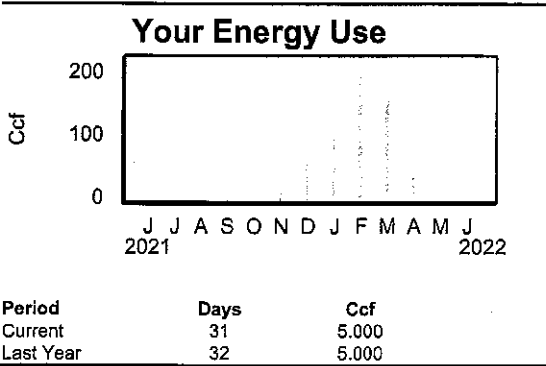 Your Energy Use
200
100
0
Ccf
J J A S O N D J F M A M J
2021 2022
Period Days Ccf
Current 31 5.000
Last Year 32 5.000